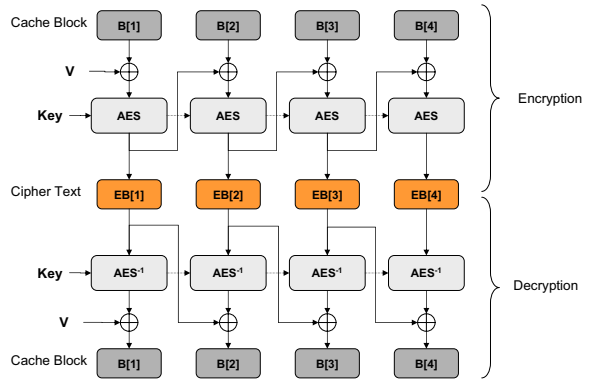 Cache Block B[1] B[2] B[3] B[4]
V
Key AES AES AES AES
Encryption
Cipher Text EB[1] EB[2] EB[3] EB[4]
Key AES-1 AES-1 AES-1 AES-1
Decryption
V
Cache Block B[1] B[2] B[3] B[4]